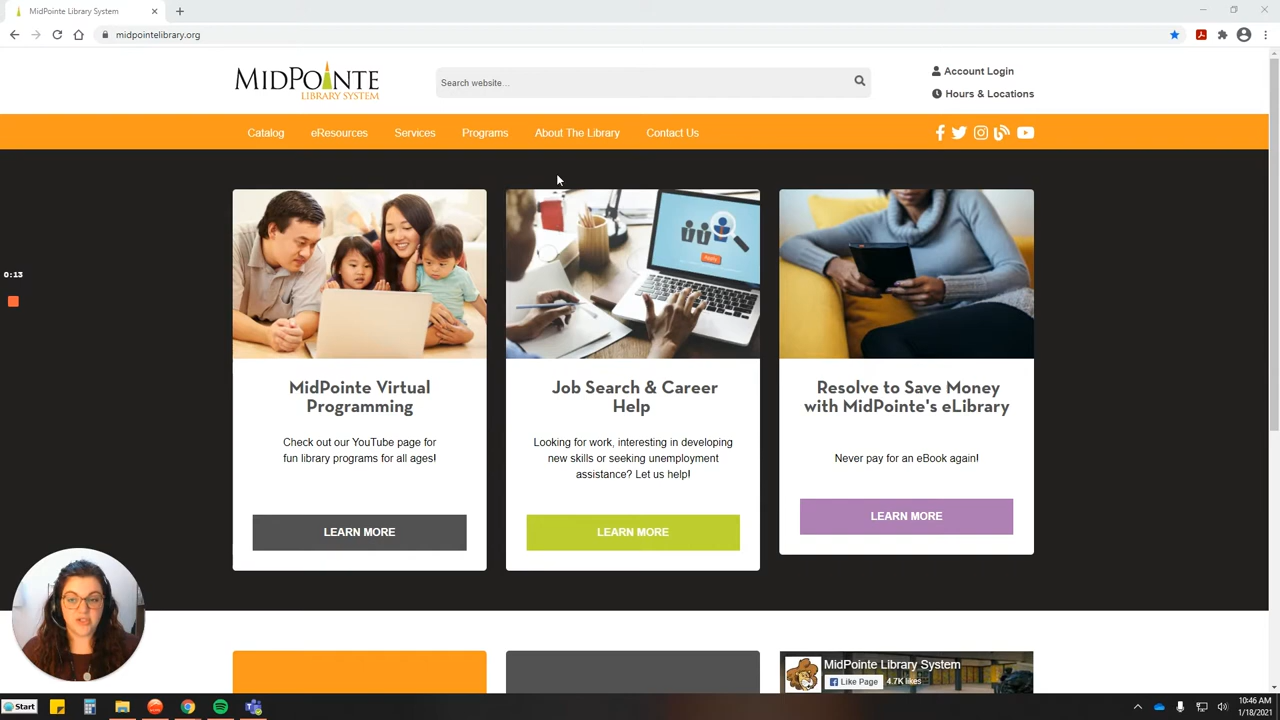 MidPointe Library System
midpointelibrary.org
MIDPOINTE
LIBRARY SYSTEM
Search website...
Account Login
Hours & Locations
Catalog eResources Services Programs About The Library Contact Us
0:13
Apply
MidPointe Virtual
Programming
Check out our YouTube page for
fun library programs for all ages!
LEARN MORE
Job Search & Career
Help
Looking for work, interesting in developing
new skills or seeking unemployment
assistance? Let us help!
LEARN MORE
Resolve to Save Money
with MidPointe's eLibrary
Never pay for an eBook again!
LEARN MORE
MidPointe Library System
Like Page 4.7K likes
Start
10:46 AM
1/18/2021